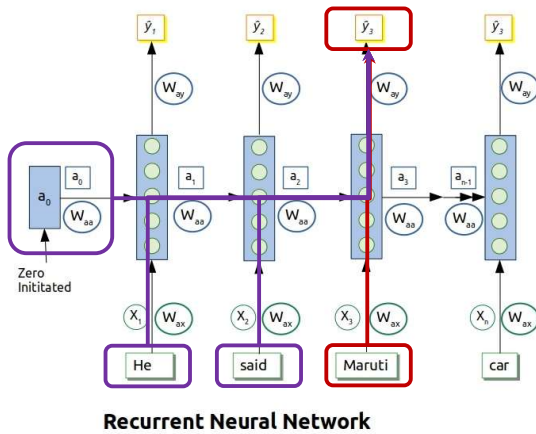 ŷ1 ŷ2 ŷ3 ŷ3
Way Way Way Way
a0 a0 a1 a2 a3 an-1
Waa Waa Waa Waa Waa
Zero
Inititated
X1 Wax X2 Wax X3 Wax Xn Wax
He said Maruti car
Recurrent Neural Network